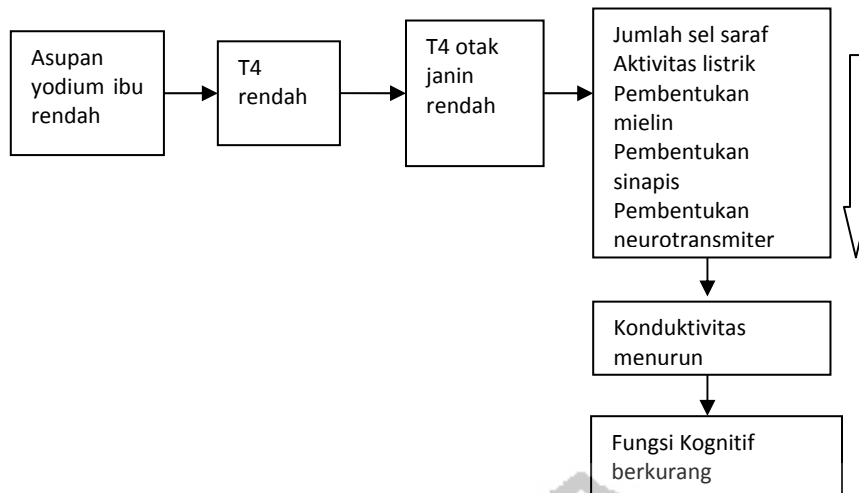 Asupan
yodium ibu
rendah
T4
rendah
T4 otak
janin
rendah
Jumlah sel saraf
Aktivitas listrik
Pembentukan
mielin
Pembentukan
sinapis
Pembentukan
neurotransmiter
Konduktivitas
menurun
Fungsi Kognitif
berkurang